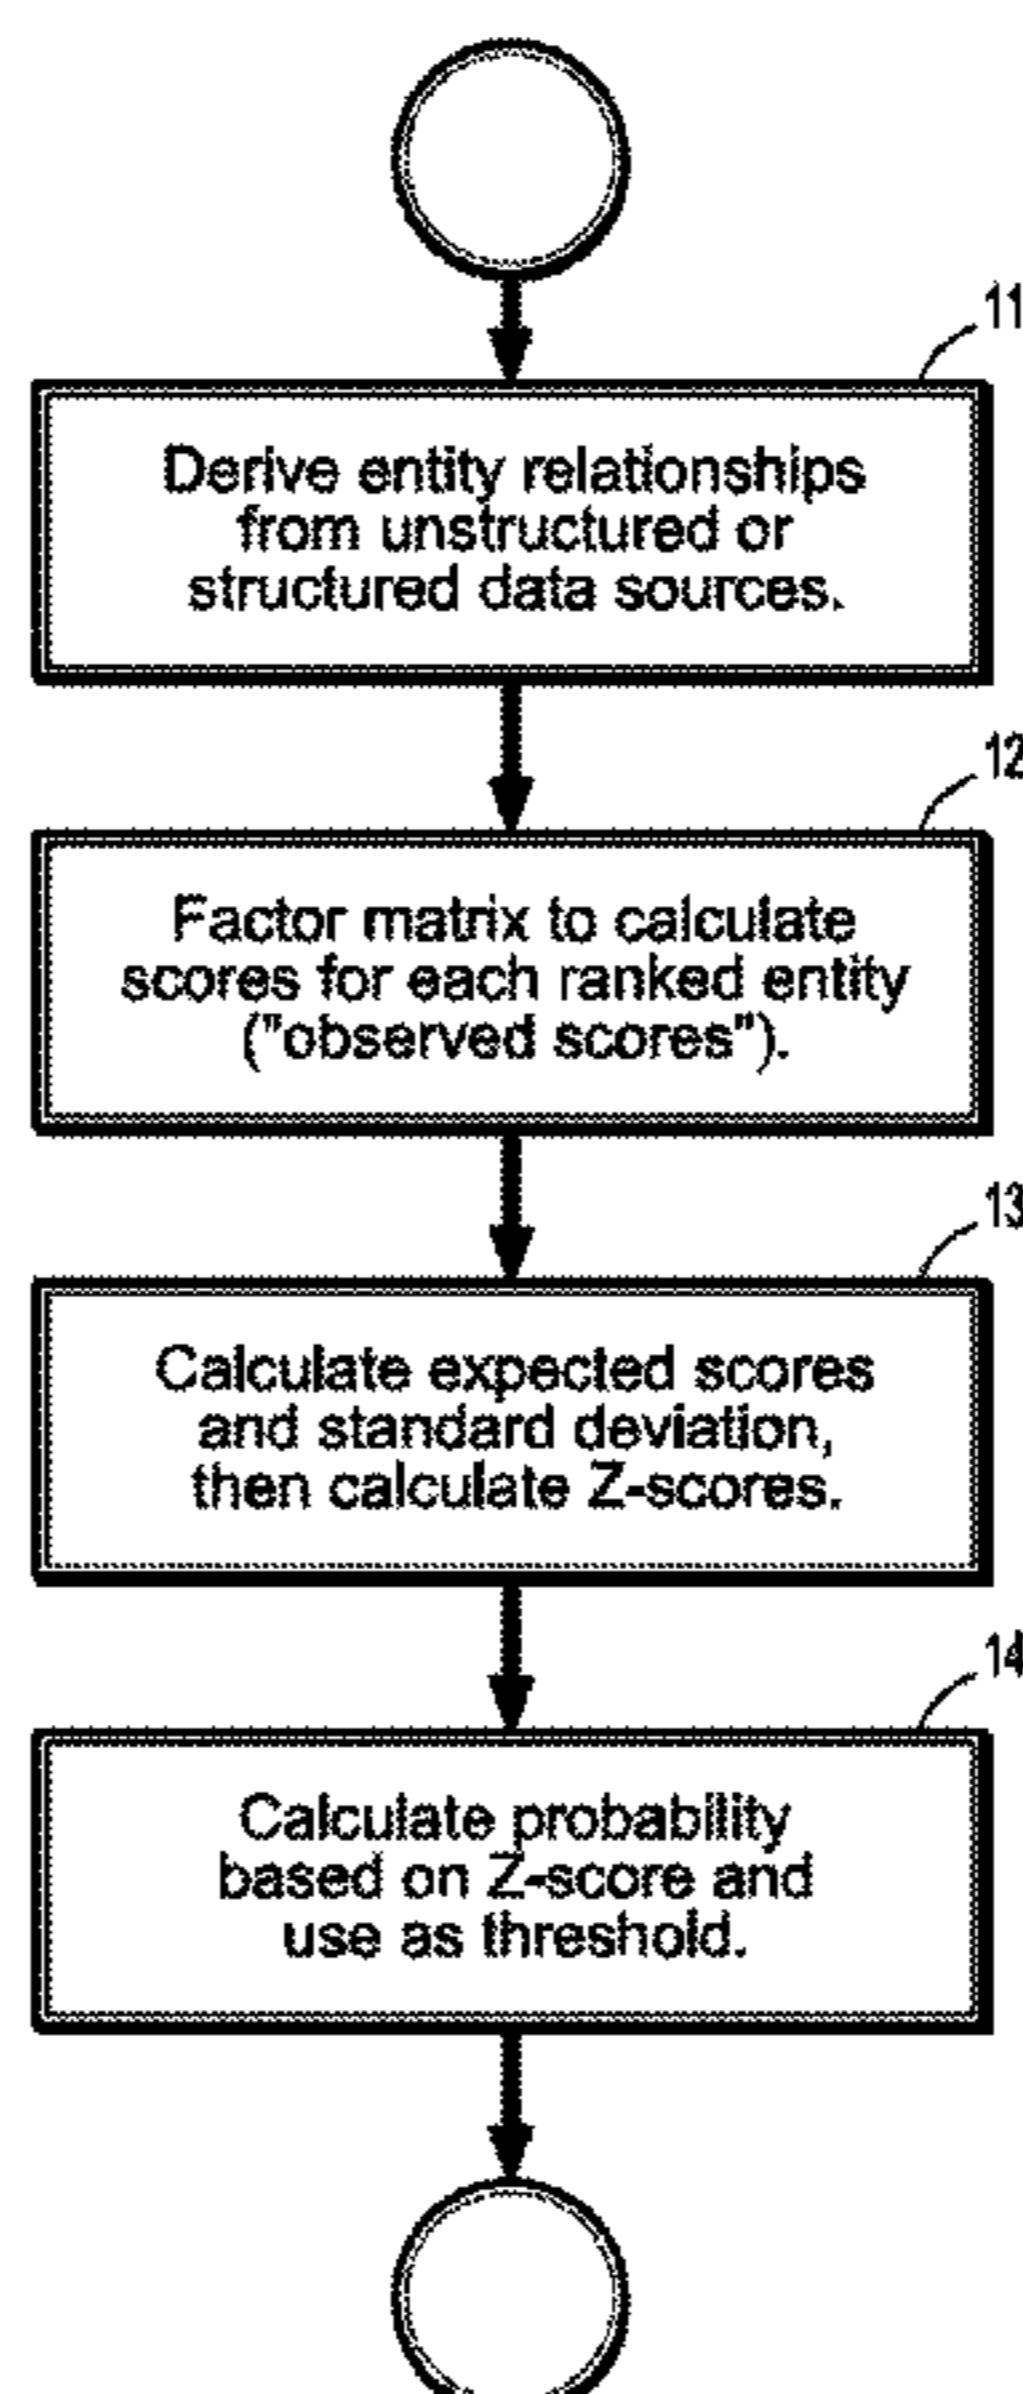 11
Derive entity relationships
from unstructured or
structured data sources.
12
Factor matrix to calculate
scores for each ranked entity
("observed scores").
13
Calculate expected scores
and standard deviation,
then calculate Z-scores.
14
Calculate probability
based on Z-score and
use as threshold.